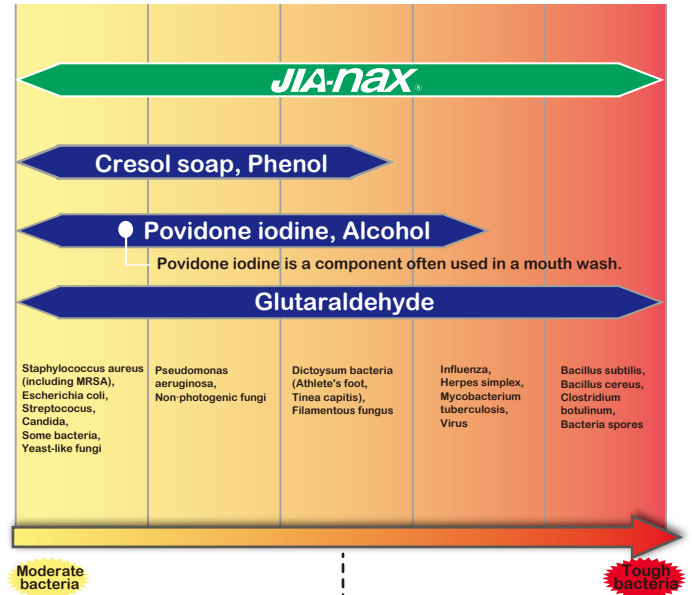 JIA-nax®
Cresol soap, Phenol
Povidone iodine, Alcohol
Povidone iodine is a component often used in a mouth wash.
Glutaraldehyde
Staphylococcus aureus
(including MRSA),
Escherichia coli,
Streptococus,
Candida,
Some bacteria,
Yeast-like fungi
Pseudomonas
aeruginosa,
Non-photogenic fungi
Dictoysum bacteria
(Athlete's foot,
Tinea capitis),
Filamentous fungus
Influenza,
Herpes simplex,
Mycobacterium
tuberculosis,
Virus
Bacillus subtilis,
Bacillus cereus,
Clostridium
botulinum,
Bacteria spores
Moderate
bacteria
Tough
bacteria